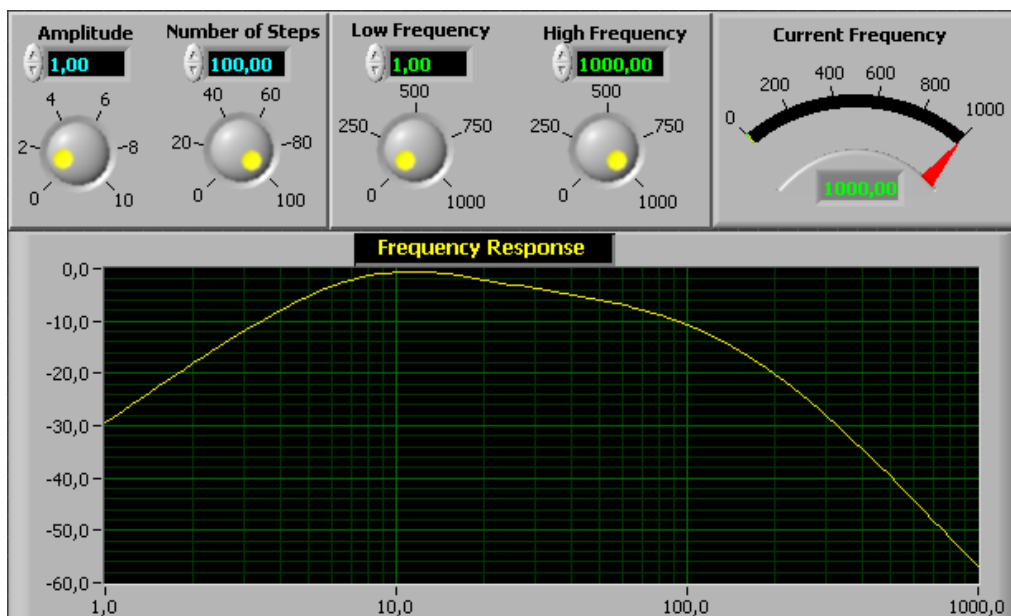 Amplitude Number of Steps Low Frequency High Frequency Current Frequency
1,00 100,00 1,00 1000,00
4 6 40 60 500 500 200 400 600 800
2 8 20 80 250 750 250 750 0 1000
0 10 0 100 0 1000 0 1000 1000,00
Frequency Response
0,0
-10,0
-20,0
-30,0
-40,0
-50,0
-60,0
1,0 10,0 100,0 1000,0